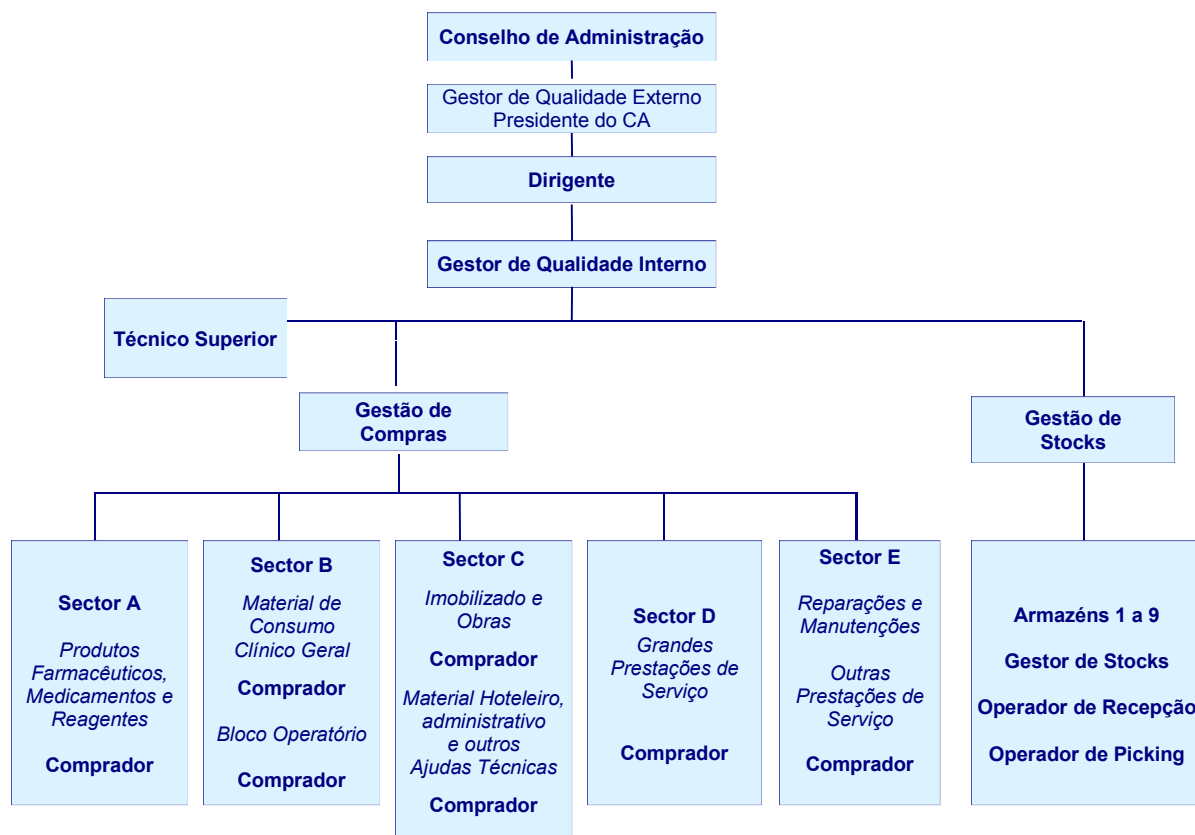 Conselho de Administração
Gestor de Qualidade Externo
Presidente do CA
Dirigente
Gestor de Qualidade Interno
Técnico Superior
Gestão de
Compras
Gestão de
Stocks
Sector A
Produtos
Farmacêuticos,
Medicamentos e
Reagentes
Comprador
Sector B
Material de
Consumo
Clínico Geral
Comprador
Bloco Operatório
Comprador
Sector C
Imobilizado e
Obras
Comprador
Material Hoteleiro,
administrativo
e outros
Ajudas Técnicas
Comprador
Sector D
Grandes
Prestações de
Serviço
Comprador
Sector E
Reparações e
Manutenções
Outras
Prestações de
Serviço
Comprador
Armazéns 1 a 9
Gestor de Stocks
Operador de Recepção
Operador de Picking